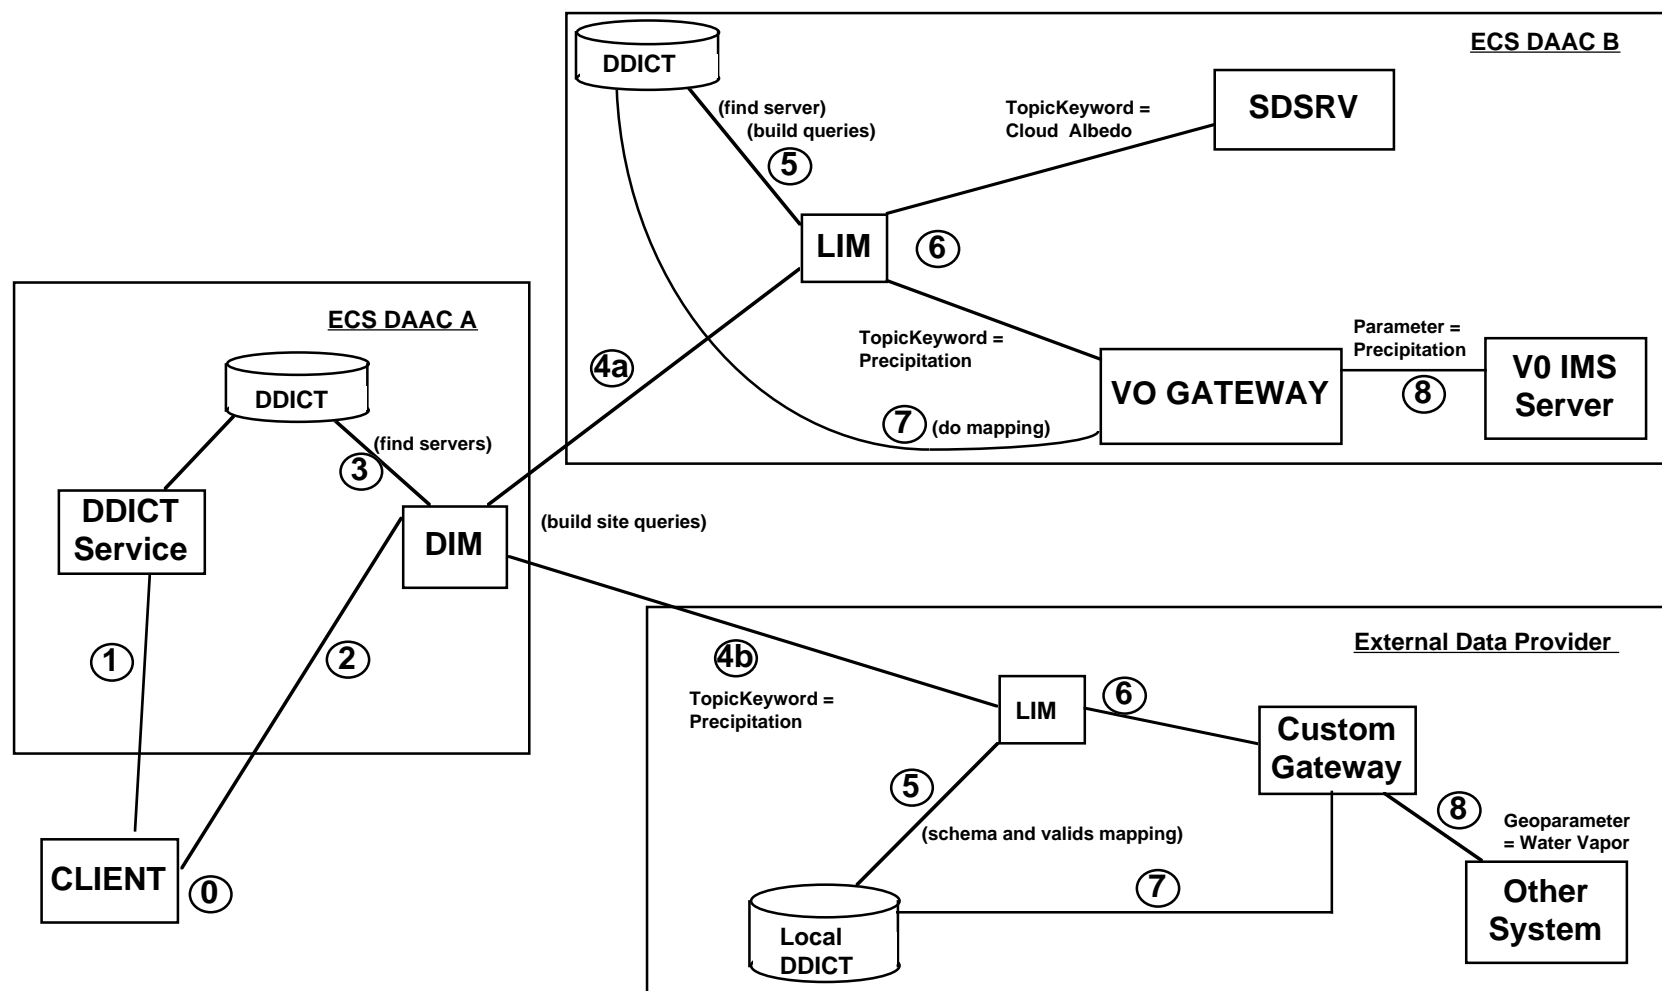 ECS DAAC B
DDICT
SDSRV
(find server)
(build queries)
TopicKeyword =
Cloud Albedo
5
LIM
6
ECS DAAC A
4a
TopicKeyword =
Precipitation
Parameter =
Precipitation
VO GATEWAY
8
V0 IMS
Server
7
(do mapping)
DDICT
(find servers)
3
DDICT
Service
DIM
(build site queries)
1
2
4b
TopicKeyword =
Precipitation
External Data Provider
LIM
6
Custom
Gateway
5
(schema and valids mapping)
8
Geoparameter
= Water Vapor
7
CLIENT
0
Local
DDICT
Other
System